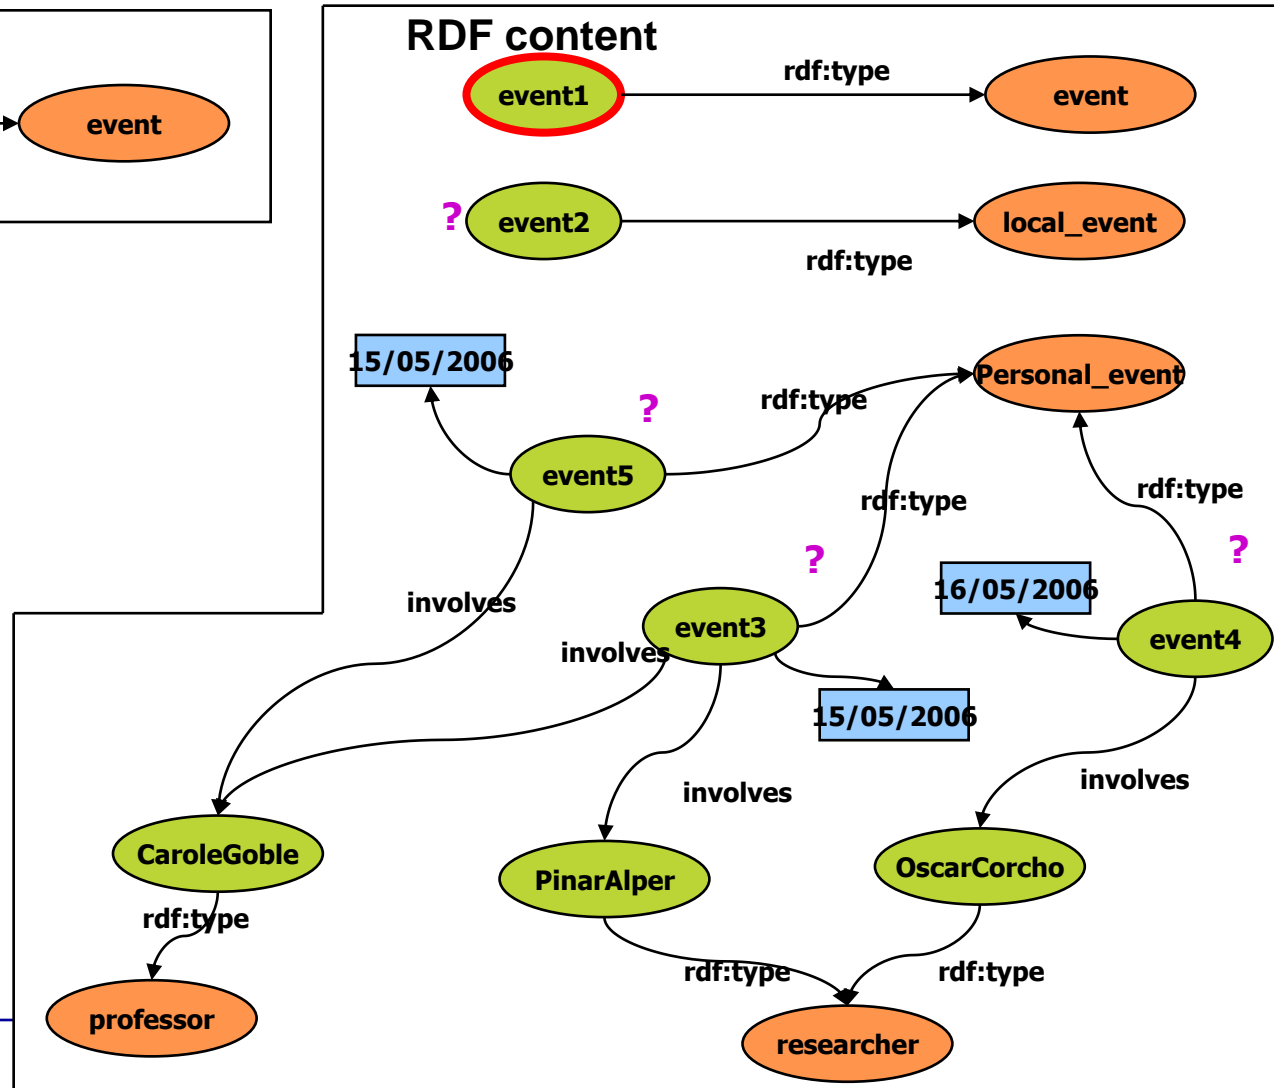 RDF content
event
event1
rdf:type
event
?
event2
local_event
rdf:type
15/05/2006
?
rdf:type
Personal_event
event5
rdf:type
rdf:type
?
?
16/05/2006
involves
event3
event4
involves
15/05/2006
involves
involves
CaroleGoble
PinarAlper
OscarCorcho
rdf:type
rdf:type
rdf:type
professor
researcher